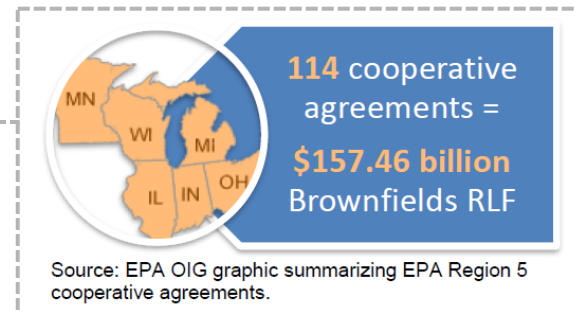 114 cooperative
agreements =
$157.46 billion
Brownfields RLF
MN
WI
MI
IL
IN
OH
Source: EPA OIG graphic summarizing EPA Region 5
cooperative agreements.